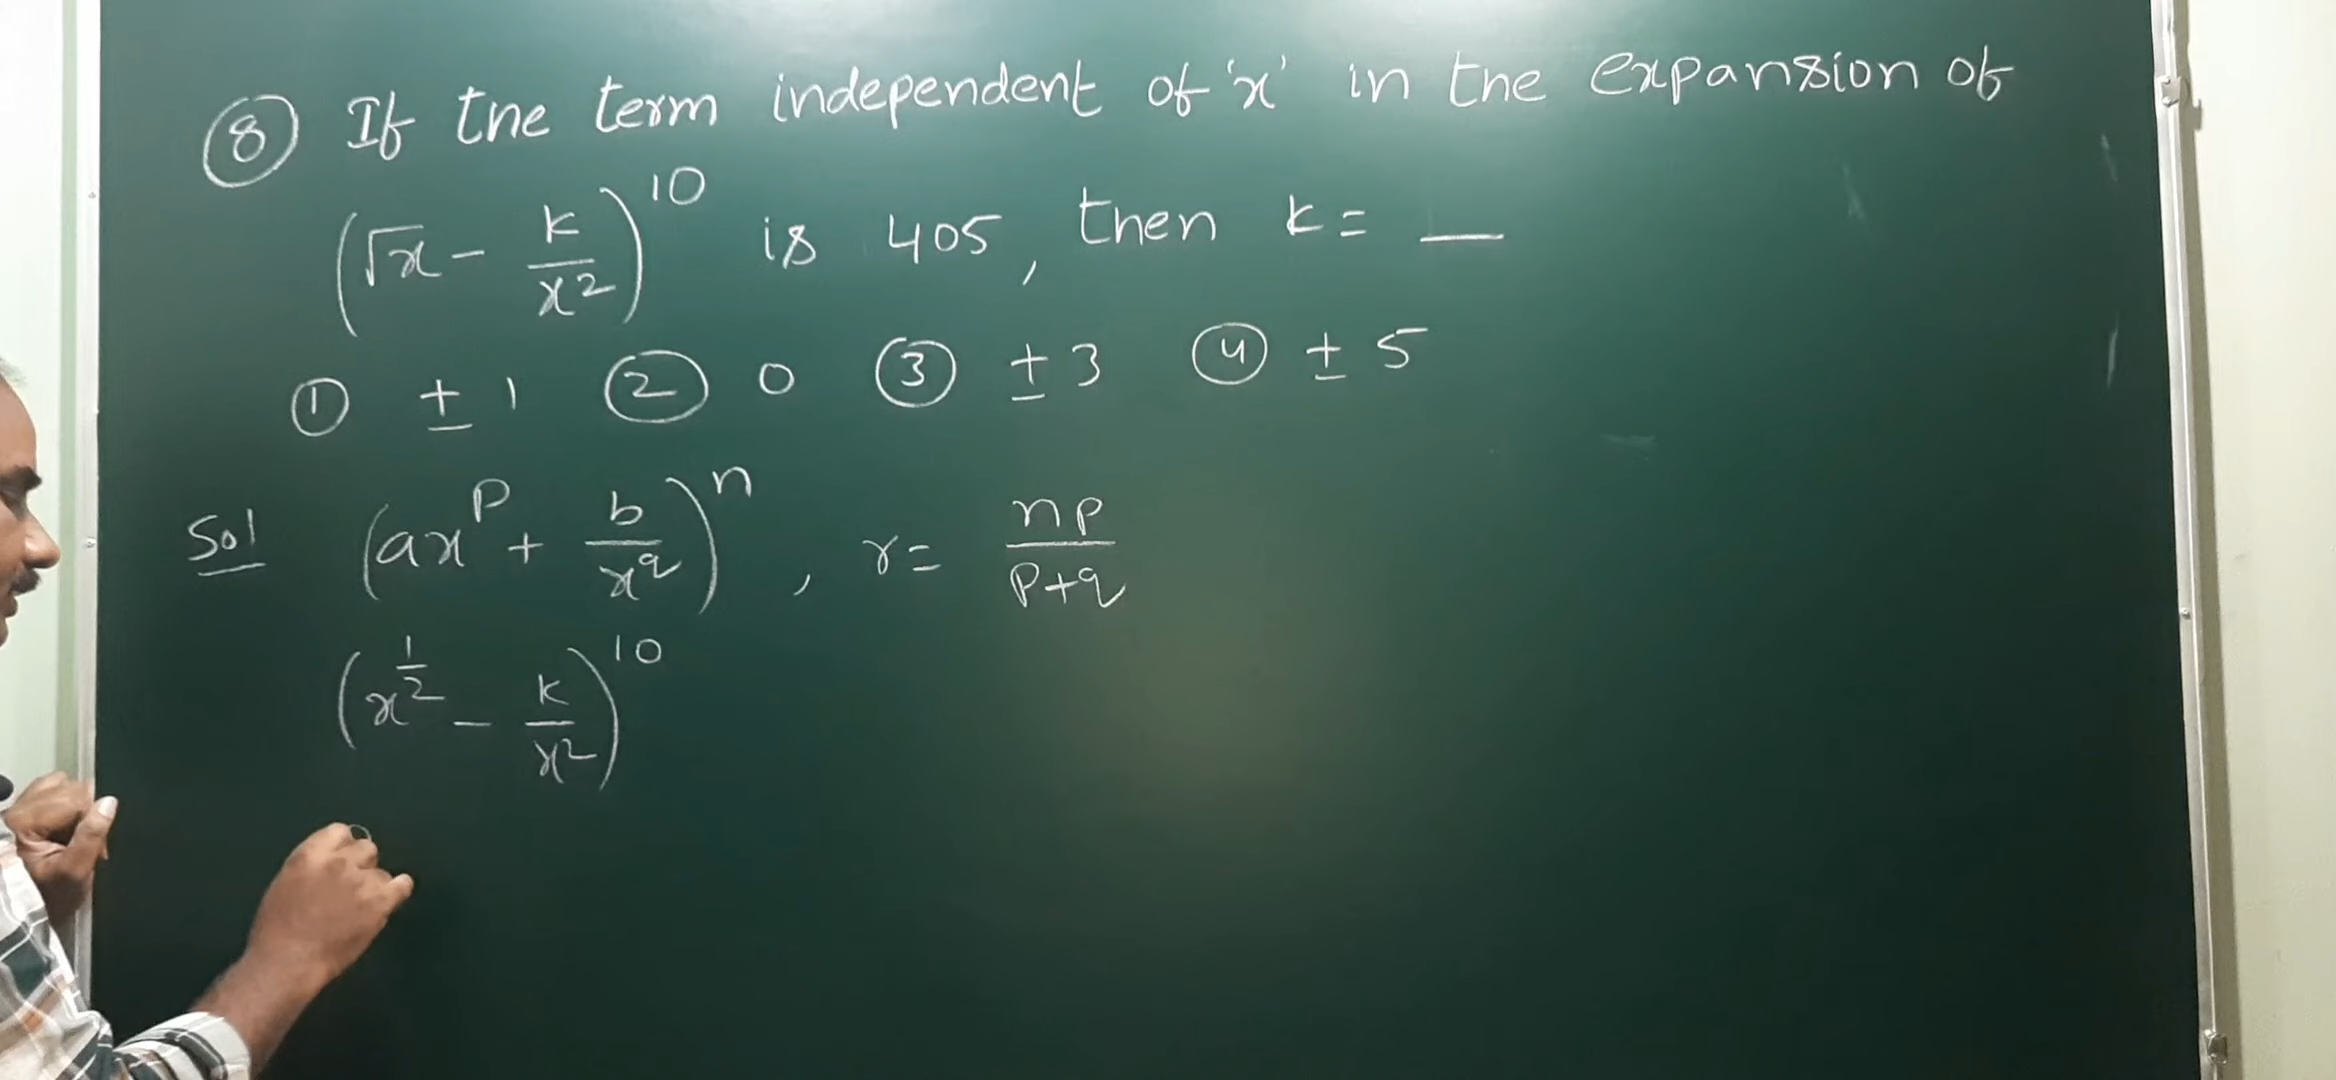 ⑧ If the term independent of 'x' in the expansion of
(√x - k/x²)¹⁰ is 405, then k = __
① ± 1 ② 0 ③ ± 3 ④ ± 5
Sol (ax^p + b/x^q)^n, r = np/(p+q)
(x^(1/2) - k/x²)¹⁰